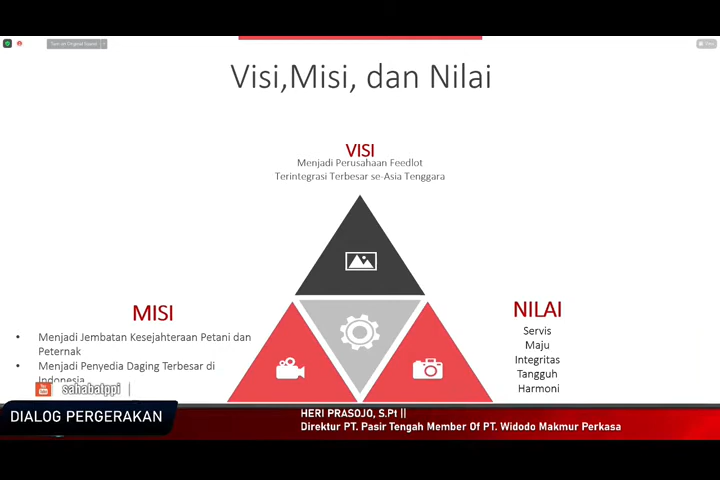 Visi,Misi, dan Nilai
VISI
Menjadi Perusahaan Feedlot
Terintegrasi Terbesar se-Asia Tenggara
MISI
• Menjadi Jembatan Kesejahteraan Petani dan
Peternak
• Menjadi Penyedia Daging Terbesar di
Indonesia
NILAI
Servis
Maju
Integritas
Tangguh
Harmoni
sahabatppi
DIALOG PERGERAKAN
HERI PRASOJO, S.Pt ||
Direktur PT. Pasir Tengah Member Of PT. Widodo Makmur Perkasa